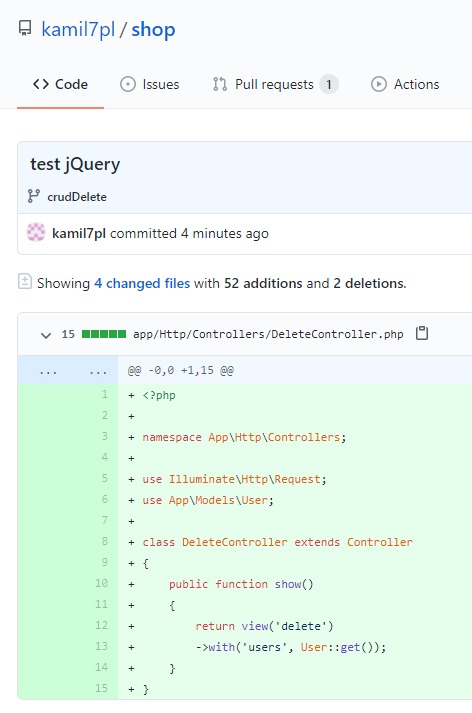 kamil7pl / shop
Code Issues Pull requests 1 Actions
test jQuery
crudDelete
kamil7pl committed 4 minutes ago
Showing 4 changed files with 52 additions and 2 deletions.
15 app/Http/Controllers/DeleteController.php
... ... @@ -0,0 +1,15 @@
1 + <?php
2 +
3 + namespace App\Http\Controllers;
4 +
5 + use Illuminate\Http\Request;
6 + use App\Models\User;
7 +
8 + class DeleteController extends Controller
9 + {
10 +     public function show()
11 +     {
12 +         return view('delete')
13 +         ->with('users', User::get());
14 +     }
15 + }